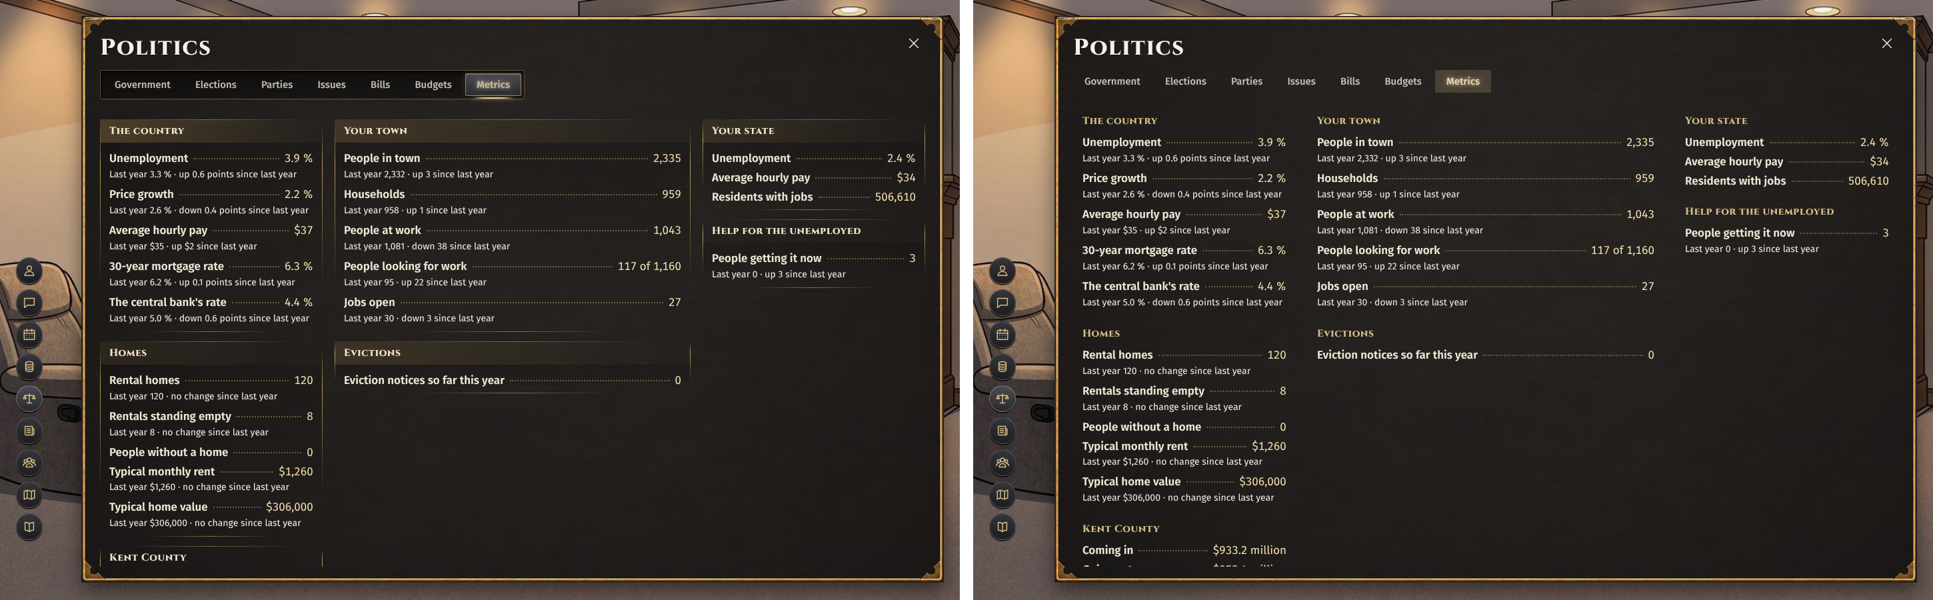 Politics
Government Elections Parties Issues Bills Budgets Metrics
The country
Unemployment 3.9 %
Last year 3.3 % · up 0.6 points since last year
Price growth 2.2 %
Last year 2.6 % · down 0.4 points since last year
Average hourly pay $37
Last year $35 · up $2 since last year
30-year mortgage rate 6.3 %
Last year 6.2 % · up 0.1 points since last year
The central bank's rate 4.4 %
Last year 5.0 % · down 0.6 points since last year
Homes
Rental homes 120
Last year 120 · no change since last year
Rentals standing empty 8
Last year 8 · no change since last year
People without a home 0
Typical monthly rent $1,260
Last year $1,260 · no change since last year
Typical home value $306,000
Last year $306,000 · no change since last year
Kent County
Your town
People in town 2,335
Last year 2,332 · up 3 since last year
Households 959
Last year 958 · up 1 since last year
People at work 1,043
Last year 1,081 · down 38 since last year
People looking for work 117 of 1,160
Last year 95 · up 22 since last year
Jobs open 27
Last year 30 · down 3 since last year
Evictions
Eviction notices so far this year 0
Your state
Unemployment 2.4 %
Average hourly pay $34
Residents with jobs 506,610
Help for the unemployed
People getting it now 3
Last year 0 · up 3 since last year
Politics
Government Elections Parties Issues Bills Budgets Metrics
The country
Unemployment 3.9 %
Last year 3.3 % · up 0.6 points since last year
Price growth 2.2 %
Last year 2.6 % · down 0.4 points since last year
Average hourly pay $37
Last year $35 · up $2 since last year
30-year mortgage rate 6.3 %
Last year 6.2 % · up 0.1 points since last year
The central bank's rate 4.4 %
Last year 5.0 % · down 0.6 points since last year
Homes
Rental homes 120
Last year 120 · no change since last year
Rentals standing empty 8
Last year 8 · no change since last year
People without a home 0
Typical monthly rent $1,260
Last year $1,260 · no change since last year
Typical home value $306,000
Last year $306,000 · no change since last year
Kent County
Coming in $933.2 million
Your town
People in town 2,335
Last year 2,332 · up 3 since last year
Households 959
Last year 958 · up 1 since last year
People at work 1,043
Last year 1,081 · down 38 since last year
People looking for work 117 of 1,160
Last year 95 · up 22 since last year
Jobs open 27
Last year 30 · down 3 since last year
Evictions
Eviction notices so far this year 0
Your state
Unemployment 2.4 %
Average hourly pay $34
Residents with jobs 506,610
Help for the unemployed
People getting it now 3
Last year 0 · up 3 since last year